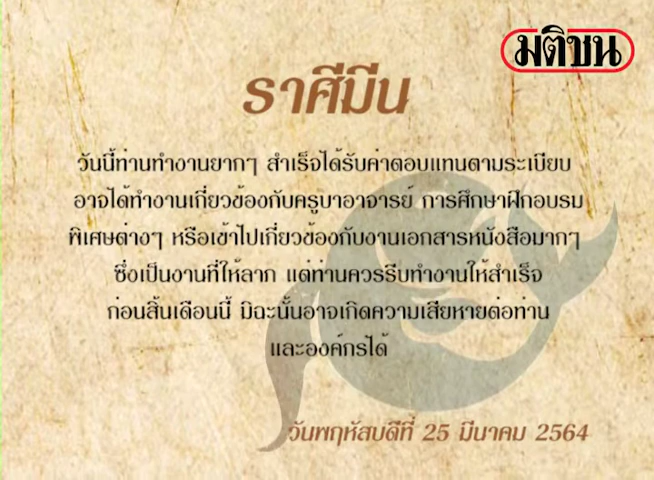 มติชน
ราศีมีน
วันนี้ท่านทำงานยากๆ สำเร็จได้รับค่าตอบแทนตามระเบียบ
อาจได้ทำงานเกี่ยวข้องกับครูบาอาจารย์ การศึกษาฝึกอบรม
พิเศษต่างๆ หรือเข้าไปเกี่ยวข้องกับงานเอกสารหนังสือมากๆ
ซึ่งเป็นงานที่ให้ลาภ แต่ท่านควรรีบทำงานให้สำเร็จ
ก่อนสิ้นเดือนนี้ มิฉะนั้นอาจเกิดความเสียหายต่อท่าน
และองค์กรได้
วันพฤหัสบดีที่ 25 มีนาคม 2564